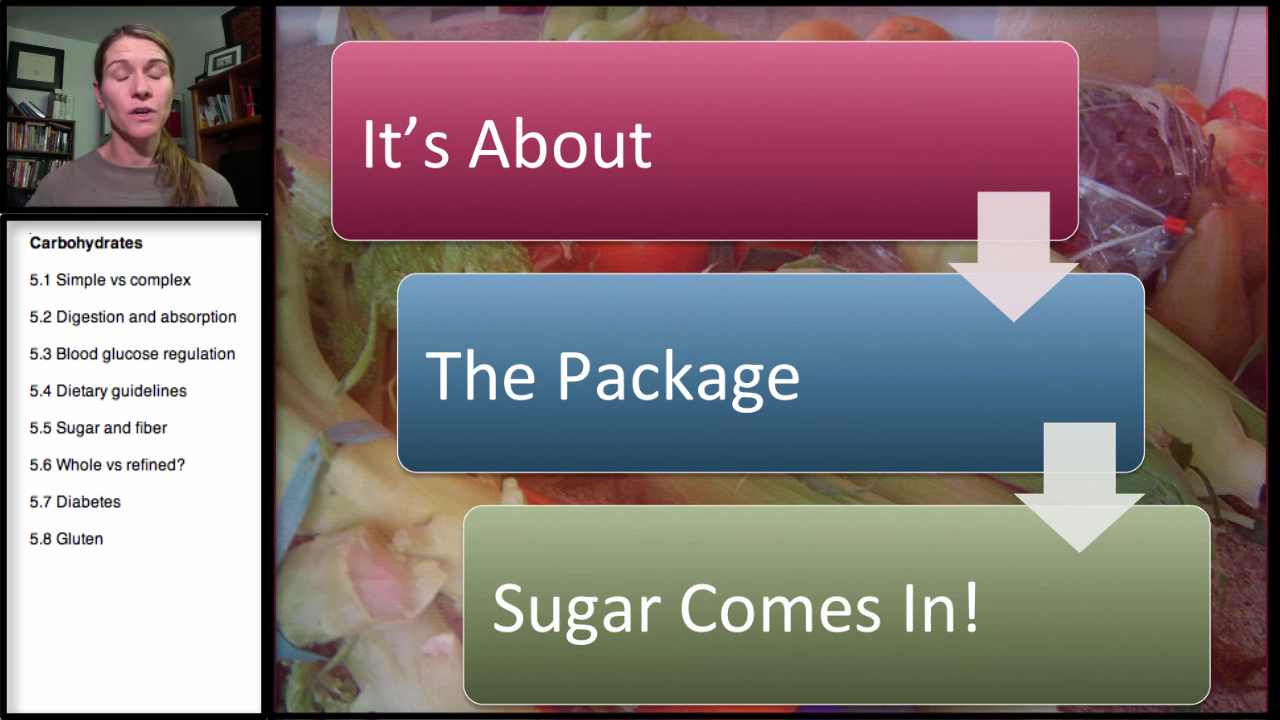 Carbohydrates
5.1 Simple vs complex
5.2 Digestion and absorption
5.3 Blood glucose regulation
5.4 Dietary guidelines
5.5 Sugar and fiber
5.6 Whole vs refined?
5.7 Diabetes
5.8 Gluten
It’s About
The Package
Sugar Comes In!